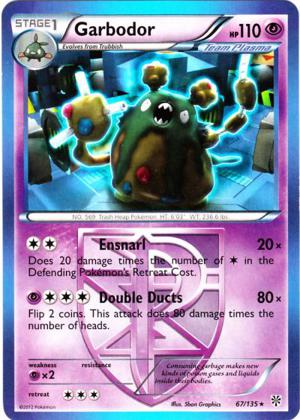 STAGE1
Garbodor
HP110
Evolves from Trubbish
Team Plasma
NO. 569 Trash Heap Pokémon HT. 6'03" WT. 236.6 lbs.
Ensnarl 20×
Does 20 damage times the number of in the
Defending Pokémon's Retreat Cost.
Double Ducts 80×
Flip 2 coins. This attack does 80 damage times the
number of heads.
weakness
resistance
×2
retreat
Consuming garbage makes new
kinds of poison gases and liquids
inside their bodies.
©2012 Pokémon
Illus. 5ban Graphics
67/135